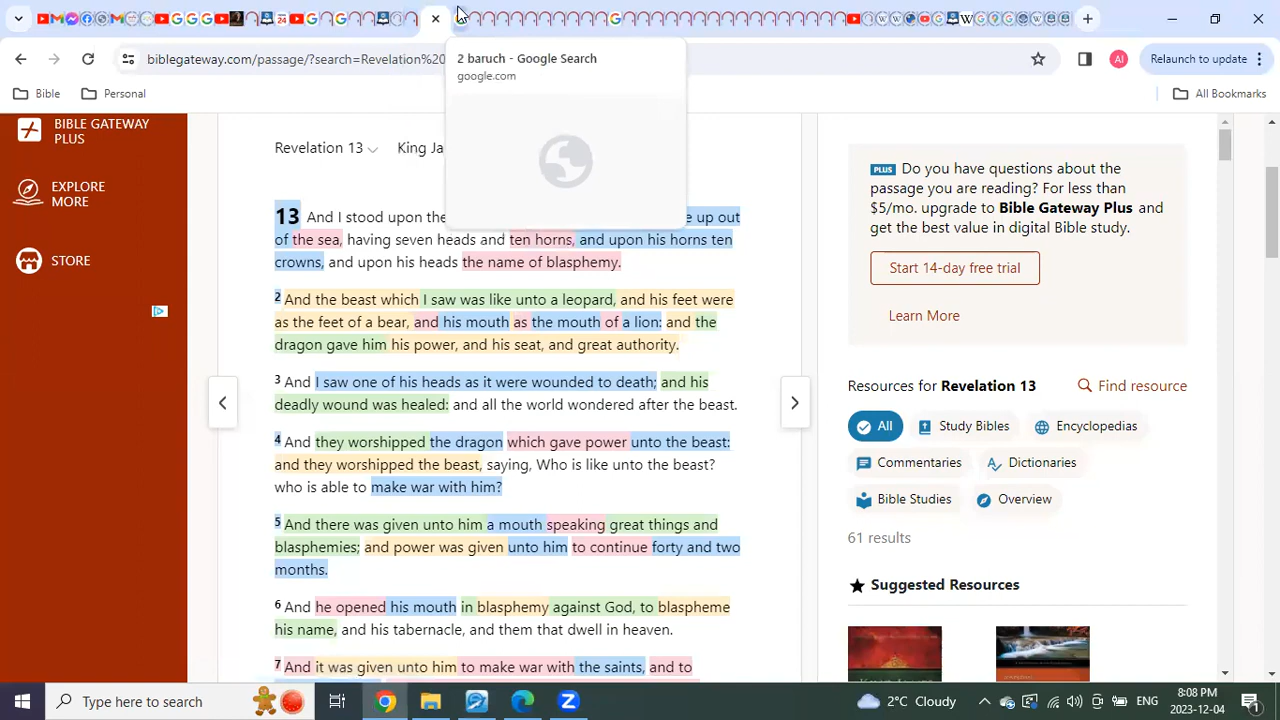 24
W
W
biblegateway.com/passage/?search=Revelation%20
AI
Relaunch to update
2 baruch - Google Search
google.com
Bible
Personal
All Bookmarks
BIBLE GATEWAY
PLUS
EXPLORE
MORE
STORE
Revelation 13
King Ja
13 And I stood upon the
e up out
of the sea, having seven heads and ten horns, and upon his horns ten
crowns, and upon his heads the name of blasphemy.
2 And the beast which I saw was like unto a leopard, and his feet were
as the feet of a bear, and his mouth as the mouth of a lion: and the
dragon gave him his power, and his seat, and great authority.
3 And I saw one of his heads as it were wounded to death; and his
deadly wound was healed: and all the world wondered after the beast.
4 And they worshipped the dragon which gave power unto the beast:
and they worshipped the beast, saying, Who is like unto the beast?
who is able to make war with him?
5 And there was given unto him a mouth speaking great things and
blasphemies; and power was given unto him to continue forty and two
months.
6 And he opened his mouth in blasphemy against God, to blaspheme
his name, and his tabernacle, and them that dwell in heaven.
7 And it was given unto him to make war with the saints, and to
PLUS Do you have questions about the
passage you are reading? For less than
$5/mo. upgrade to Bible Gateway Plus and
get the best value in digital Bible study.
Start 14-day free trial
Learn More
Resources for Revelation 13
Find resource
All
Study Bibles
Encyclopedias
Commentaries
Dictionaries
Bible Studies
Overview
61 results
Suggested Resources
Type here to search
2°C Cloudy
ENG
8:08 PM
2023-12-04
1